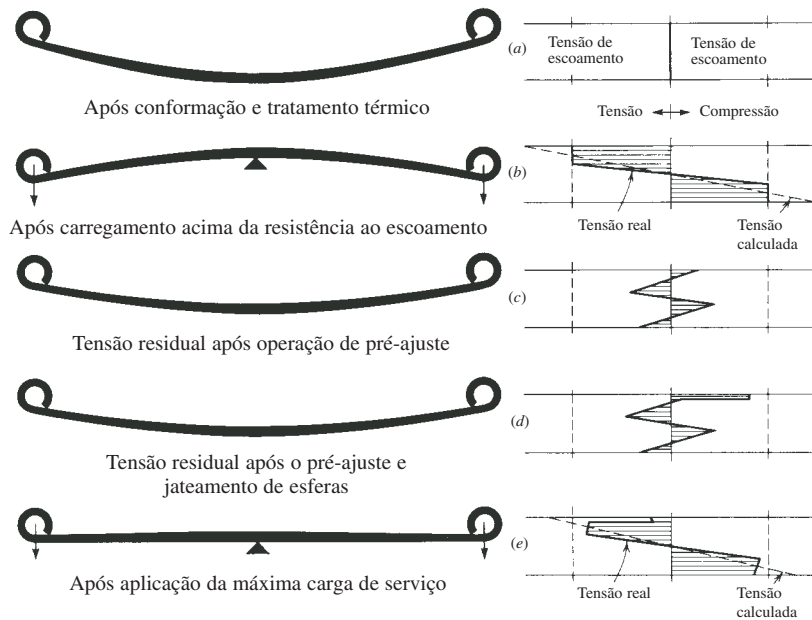 (a)
Tensão de
escoamento
Tensão de
escoamento
Após conformação e tratamento térmico
Tensão
Compressão
(b)
Após carregamento acima da resistência ao escoamento
Tensão real
Tensão
calculada
(c)
Tensão residual após operação de pré-ajuste
(d)
Tensão residual após o pré-ajuste e
jateamento de esferas
(e)
Após aplicação da máxima carga de serviço
Tensão real
Tensão
calculada